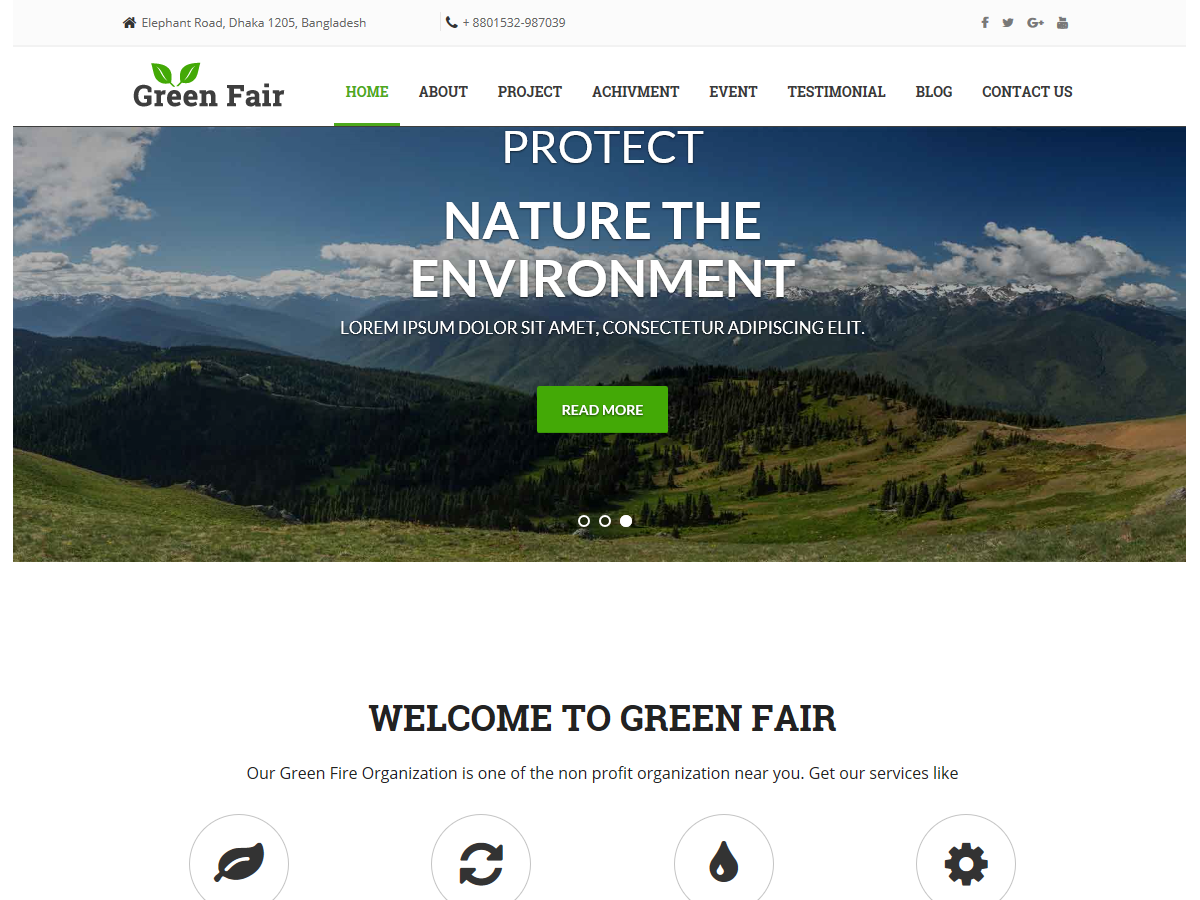 Elephant Road, Dhaka 1205, Bangladesh
+ 8801532-987039
Green Fair
HOME ABOUT PROJECT ACHIVMENT EVENT TESTIMONIAL BLOG CONTACT US
PROTECT
NATURE THE
ENVIRONMENT
LOREM IPSUM DOLOR SIT AMET, CONSECTETUR ADIPISCING ELIT.
READ MORE
WELCOME TO GREEN FAIR
Our Green Fire Organization is one of the non profit organization near you. Get our services like